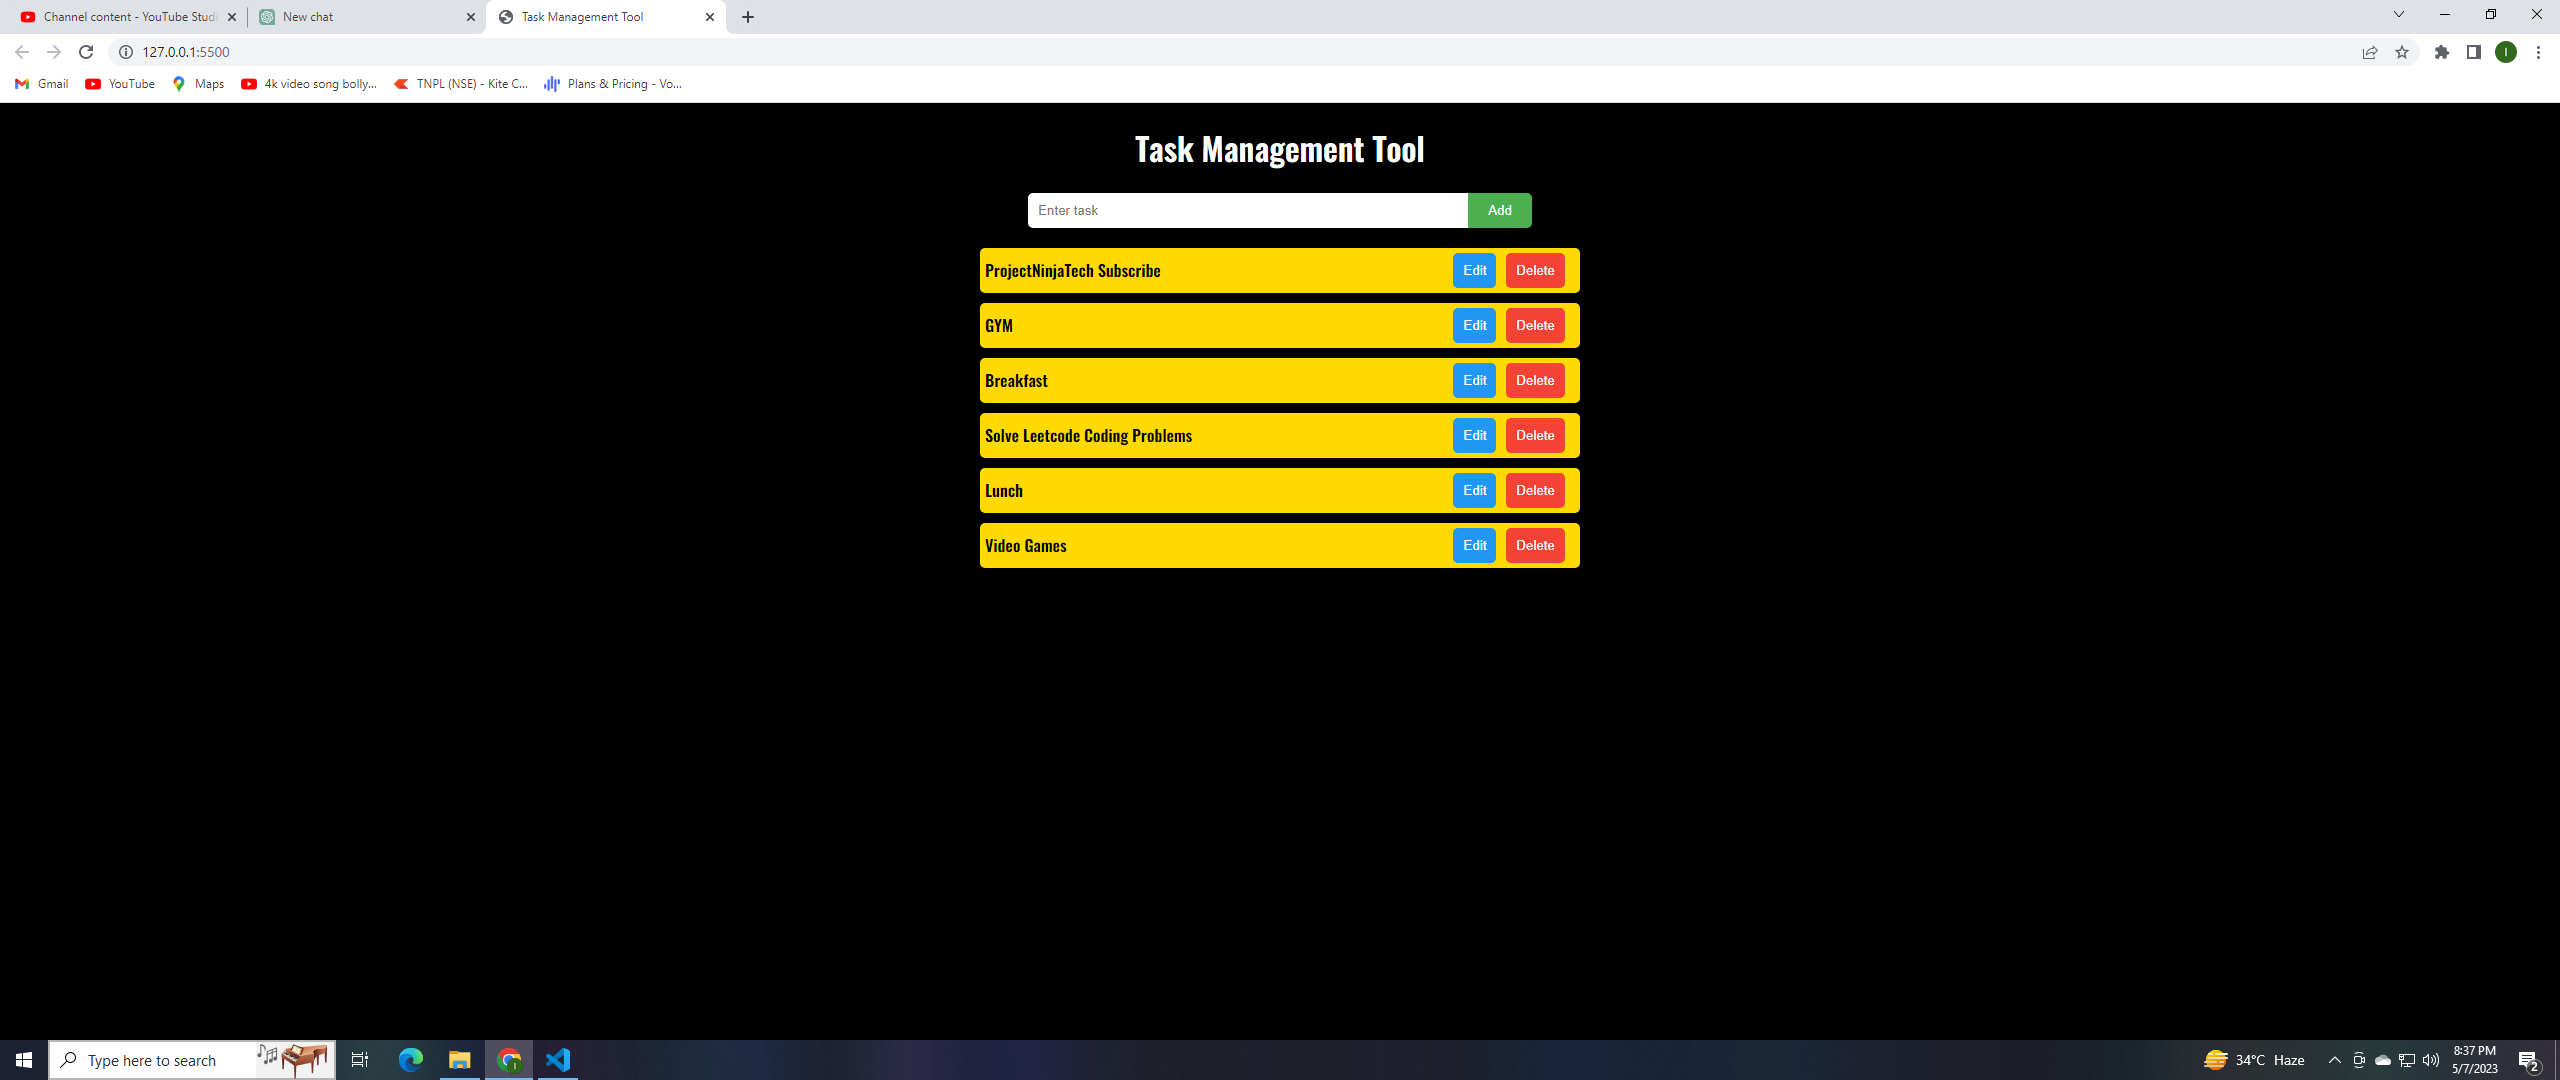 Channel content - YouTube Studi
New chat
Task Management Tool
127.0.0.1:5500
I
Gmail
YouTube
Maps
4k video song bolly...
TNPL (NSE) - Kite C...
Plans & Pricing - Vo...
Task Management Tool
Enter task
Add
ProjectNinjaTech Subscribe Edit Delete
GYM Edit Delete
Breakfast Edit Delete
Solve Leetcode Coding Problems Edit Delete
Lunch Edit Delete
Video Games Edit Delete
Type here to search
I
34°C Haze
8:37 PM
5/7/2023
2